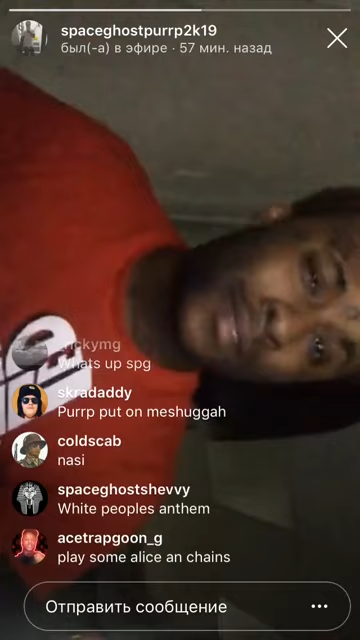 spaceghostpurrp2k19
был(-а) в эфире · 57 мин. назад
Whats up spg
skradaddy
Purrp put on meshuggah
coldscab
nasi
spaceghostshevvy
White peoples anthem
acetrapgoon_g
play some alice an chains
Отправить сообщение